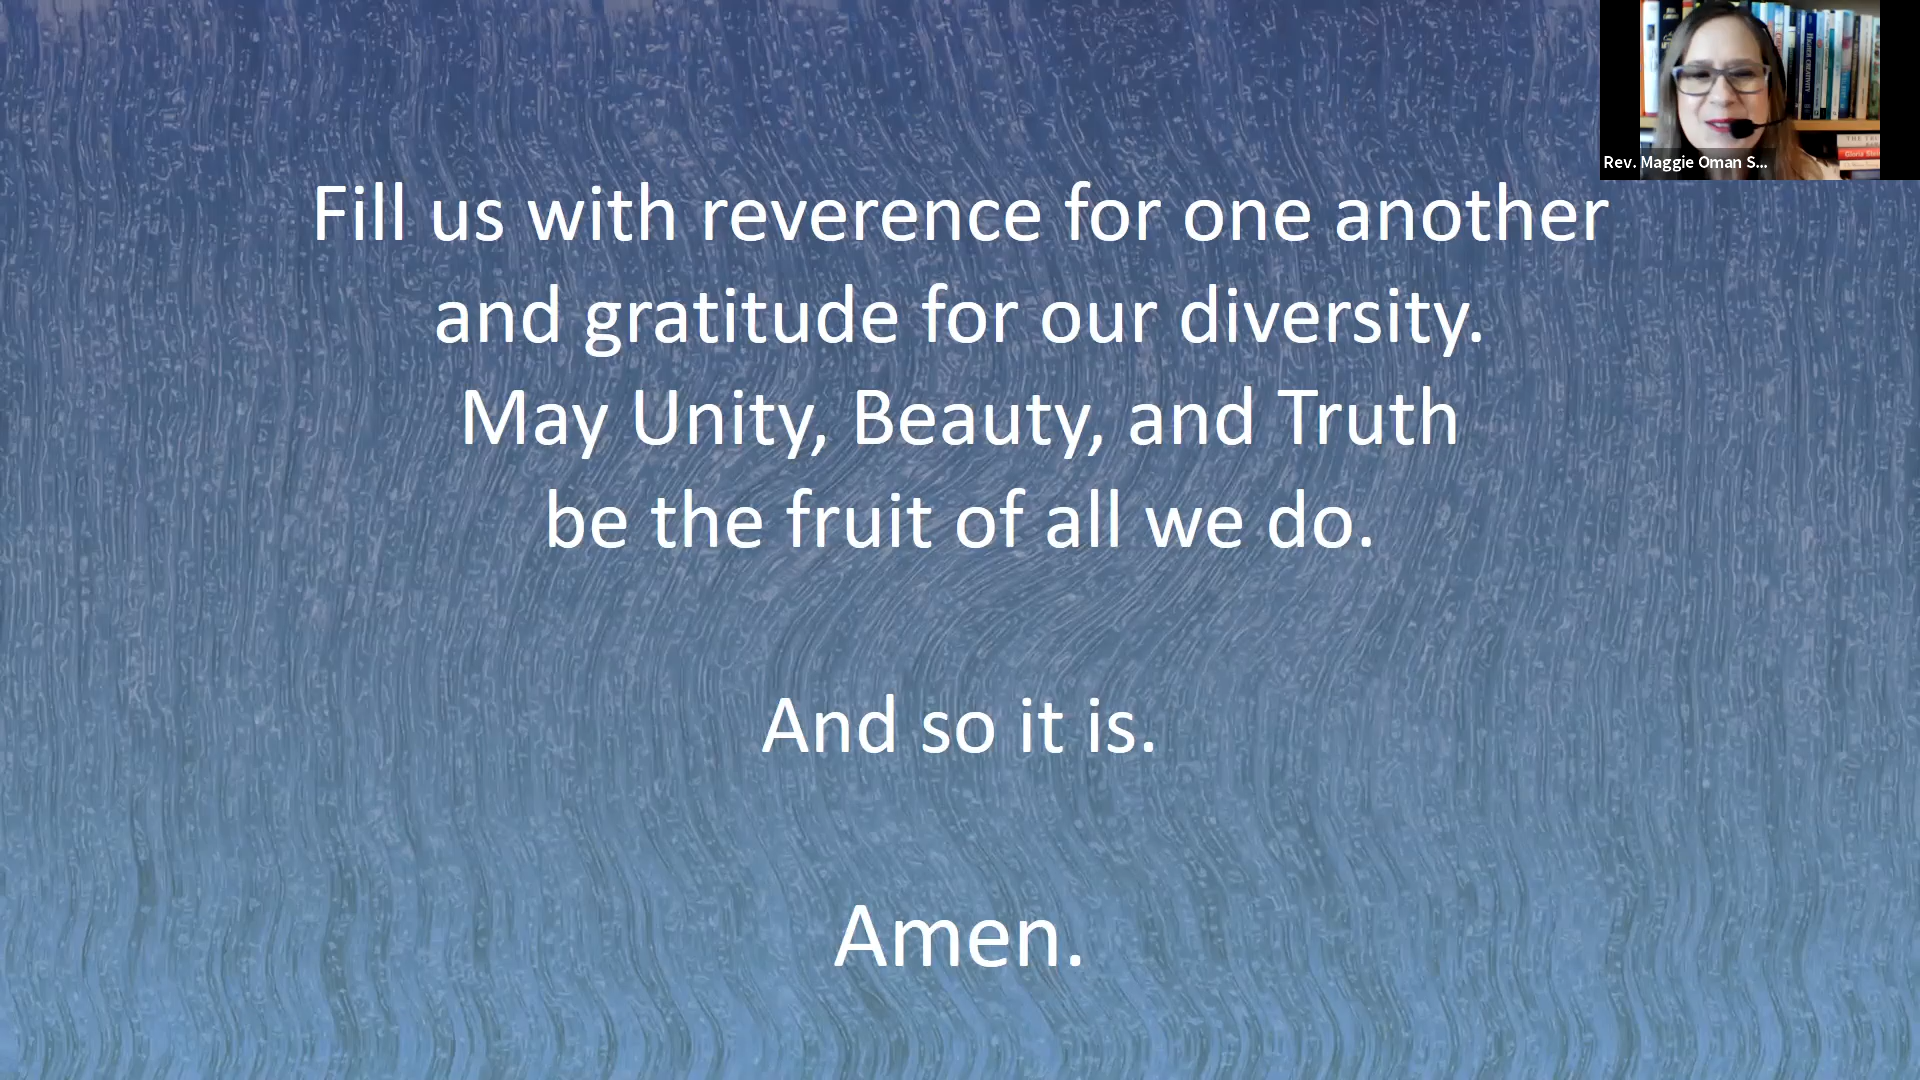 Fill us with reverence for one another
and gratitude for our diversity.
May Unity, Beauty, and Truth
be the fruit of all we do.
And so it is.
Amen.
Rev. Maggie Oman S...